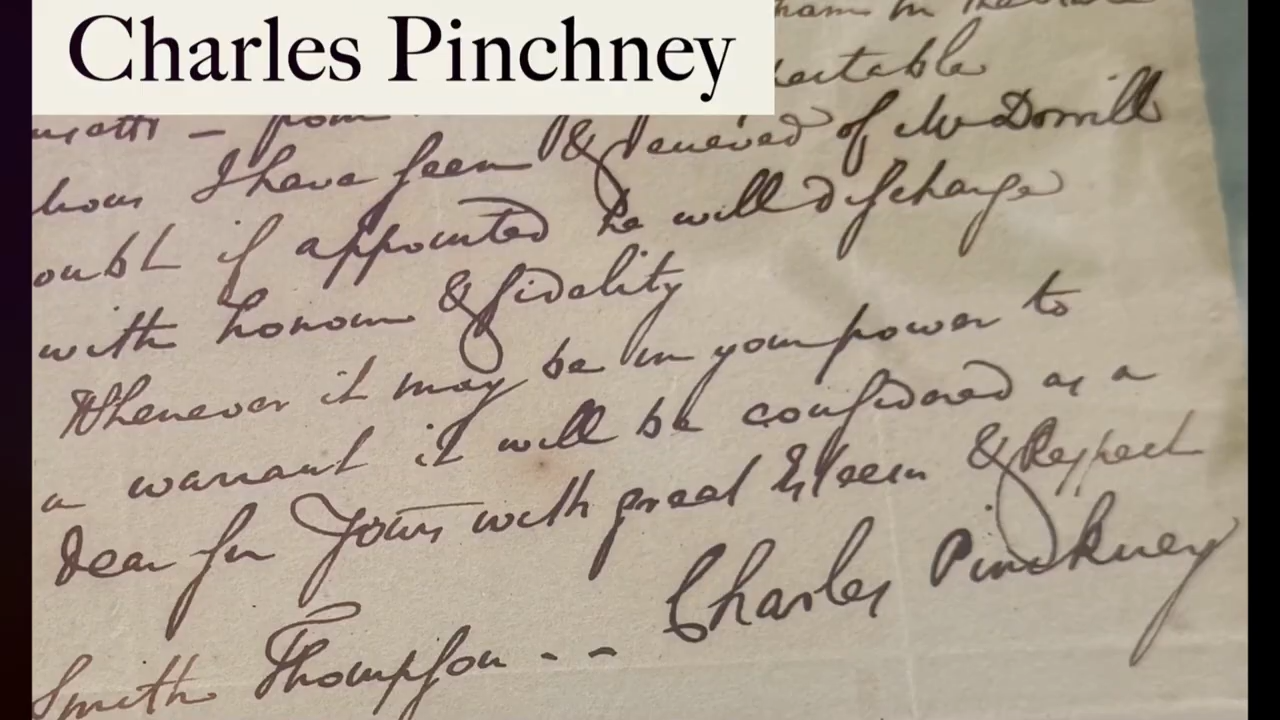 Charles Pinchney
in the
of
I have seen &
if appointed he will discharge
with honour & fidelity
Whenever it may be in your power to
a warrant it will be considered as a
Dear Sir Yours with great Esteem & Respect
Charles Pinckney
Smith Thompson - -